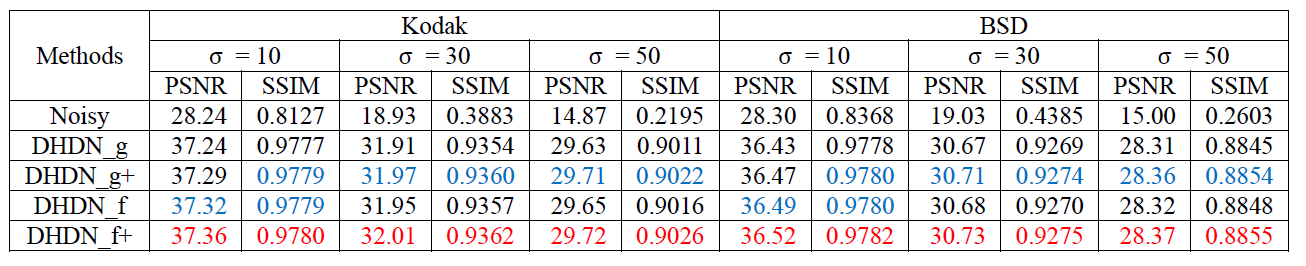 Methods Kodak BSD
σ = 10 σ = 30 σ = 50 σ = 10 σ = 30 σ = 50
PSNR SSIM PSNR SSIM PSNR SSIM PSNR SSIM PSNR SSIM PSNR SSIM
Noisy 28.24 0.8127 18.93 0.3883 14.87 0.2195 28.30 0.8368 19.03 0.4385 15.00 0.2603
DHDN_g 37.24 0.9777 31.91 0.9354 29.63 0.9011 36.43 0.9778 30.67 0.9269 28.31 0.8845
DHDN_g+ 37.29 0.9779 31.97 0.9360 29.71 0.9022 36.47 0.9780 30.71 0.9274 28.36 0.8854
DHDN_f 37.32 0.9779 31.95 0.9357 29.65 0.9016 36.49 0.9780 30.68 0.9270 28.32 0.8848
DHDN_f+ 37.36 0.9780 32.01 0.9362 29.72 0.9026 36.52 0.9782 30.73 0.9275 28.37 0.8855